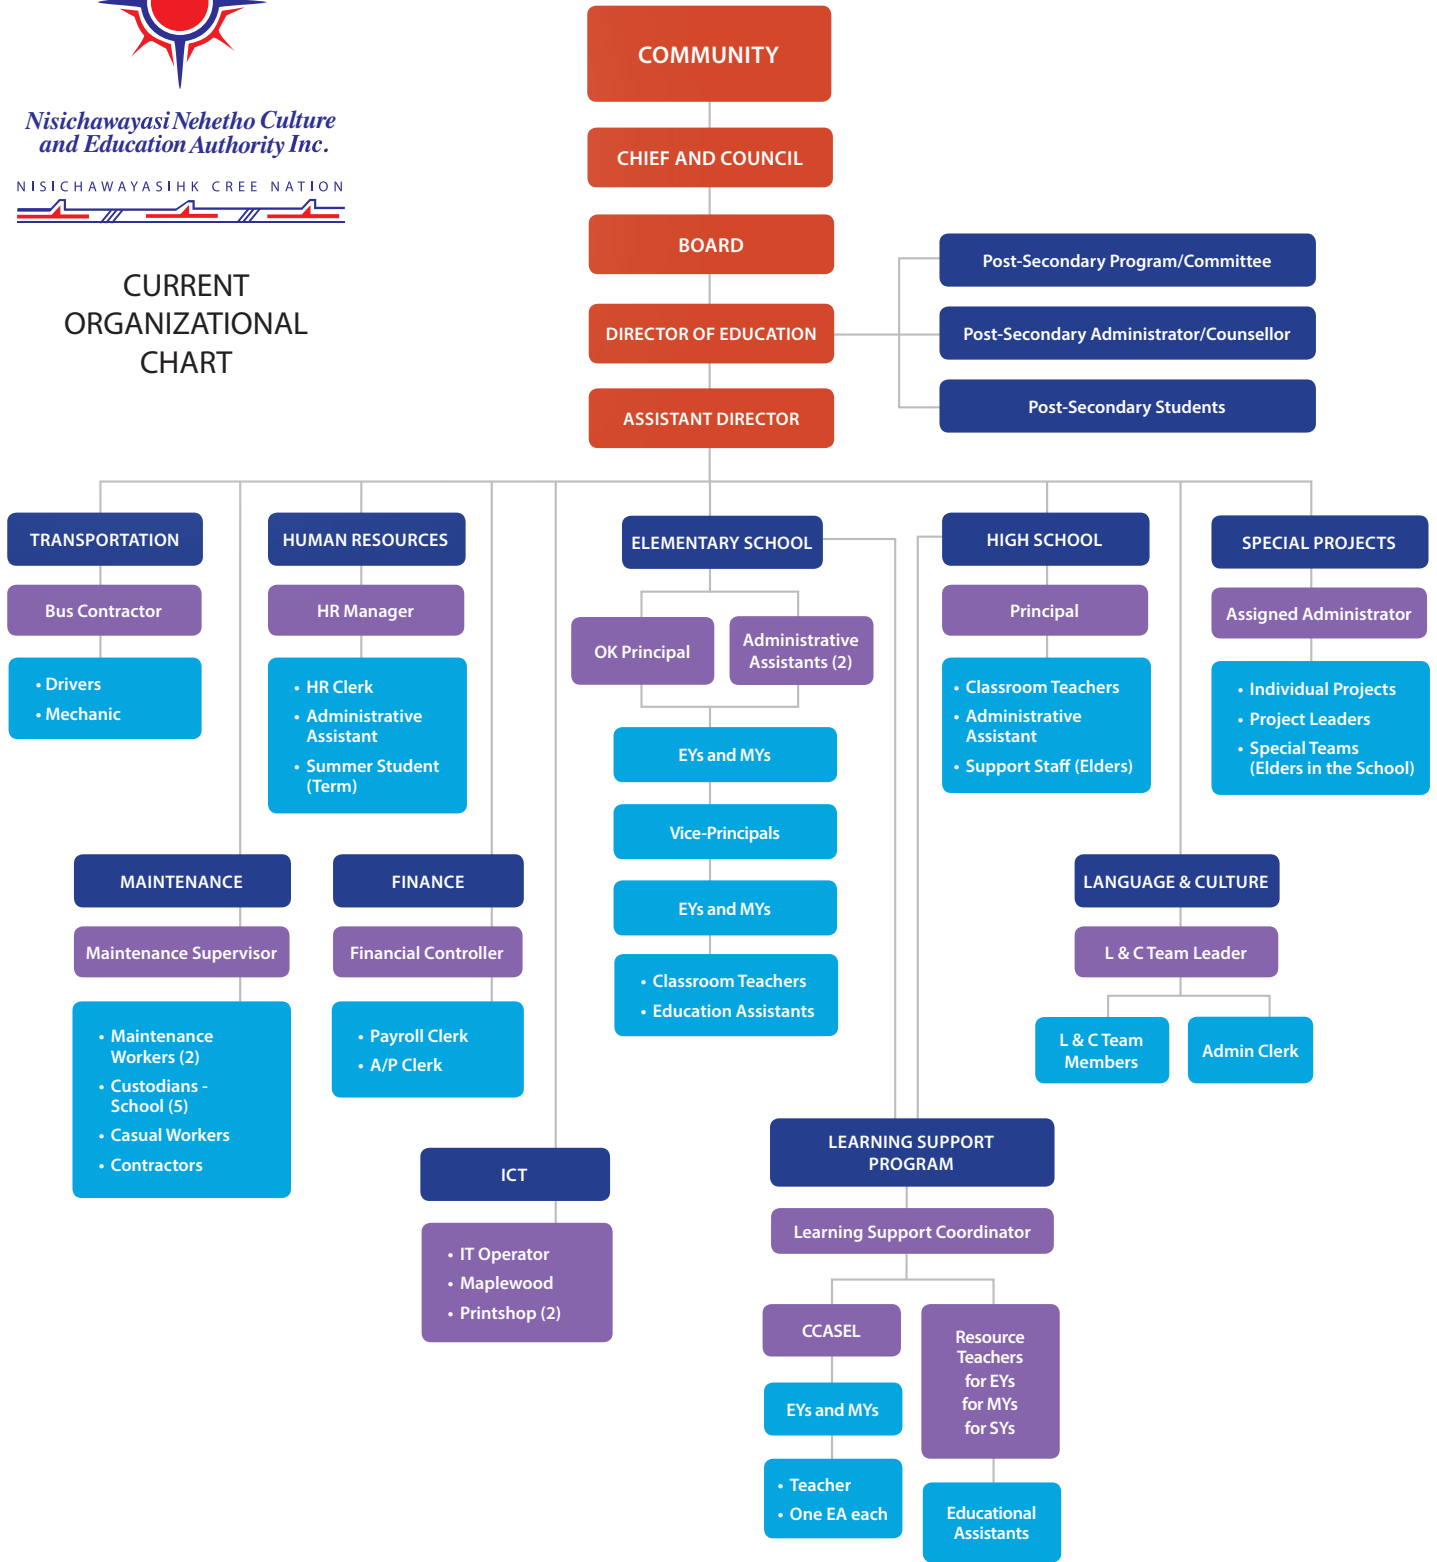 Nisichawayasi Nehetho Culture
and Education Authority Inc.
NISICHAWAYASIHK CREE NATION
CURRENT
ORGANIZATIONAL
CHART
COMMUNITY
CHIEF AND COUNCIL
BOARD
DIRECTOR OF EDUCATION
ASSISTANT DIRECTOR
Post-Secondary Program/Committee
Post-Secondary Administrator/Counsellor
Post-Secondary Students
TRANSPORTATION
Bus Contractor
• Drivers
• Mechanic
HUMAN RESOURCES
HR Manager
• HR Clerk
• Administrative
Assistant
• Summer Student
(Term)
ELEMENTARY SCHOOL
OK Principal
Administrative
Assistants (2)
EYs and MYs
Vice-Principals
EYs and MYs
• Classroom Teachers
• Education Assistants
HIGH SCHOOL
Principal
• Classroom Teachers
• Administrative
Assistant
• Support Staff (Elders)
SPECIAL PROJECTS
Assigned Administrator
• Individual Projects
• Project Leaders
• Special Teams
(Elders in the School)
MAINTENANCE
Maintenance Supervisor
• Maintenance
Workers (2)
• Custodians -
School (5)
• Casual Workers
• Contractors
FINANCE
Financial Controller
• Payroll Clerk
• A/P Clerk
LANGUAGE & CULTURE
L & C Team Leader
L & C Team
Members
Admin Clerk
ICT
• IT Operator
• Maplewood
• Printshop (2)
LEARNING SUPPORT
PROGRAM
Learning Support Coordinator
CCASEL
EYs and MYs
• Teacher
• One EA each
Resource
Teachers
for EYs
for MYs
for SYs
Educational
Assistants